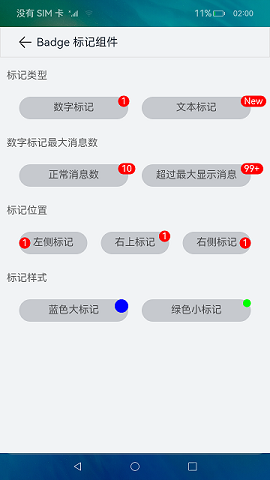 没有 SIM 卡 11% 02:00
Badge 标记组件
标记类型
数字标记 1 文本标记 New
数字标记最大消息数
正常消息数 10 超过最大显示消息 99+
标记位置
1 左侧标记 右上标记 1 右侧标记 1
标记样式
蓝色大标记 绿色小标记